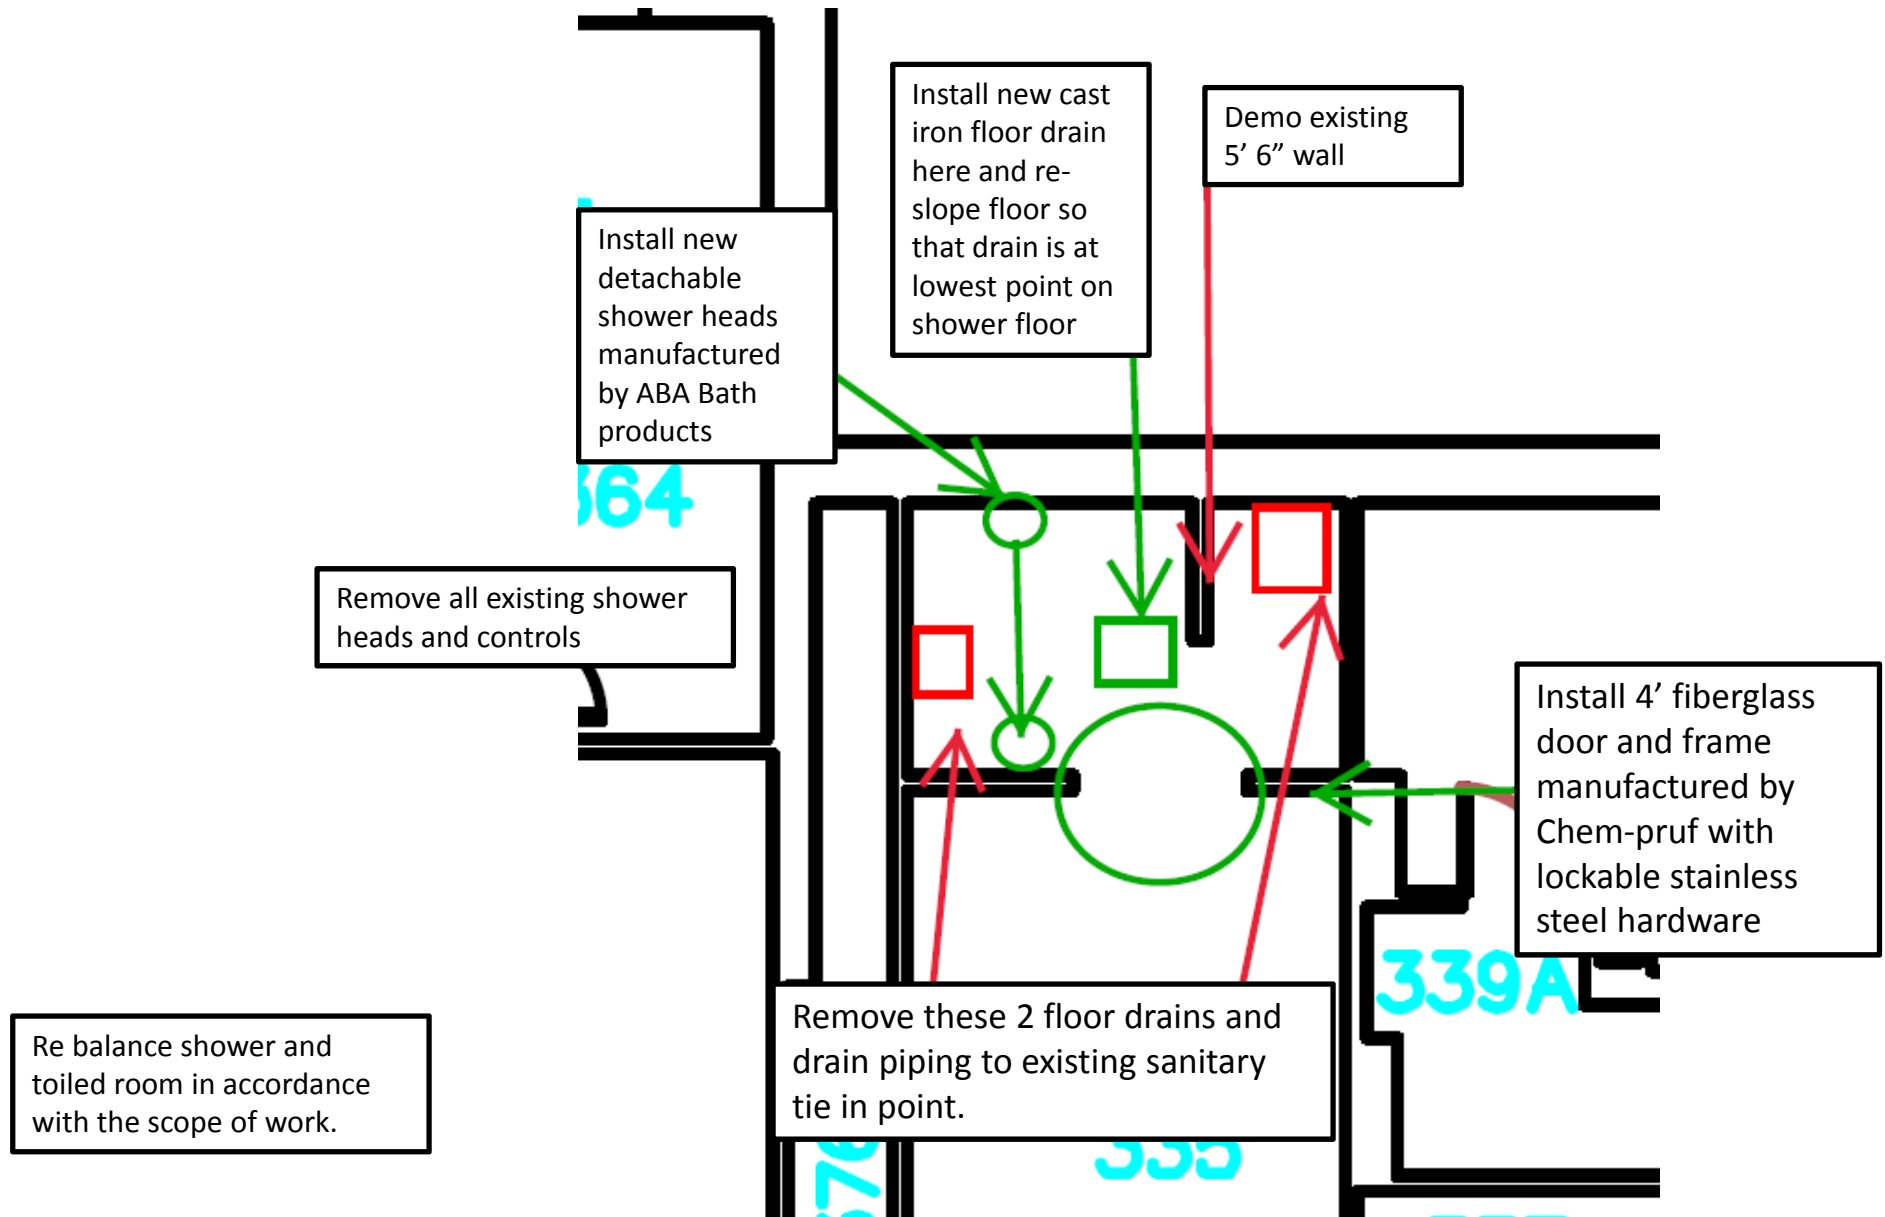 Install new cast
iron floor drain
here and re-
slope floor so
that drain is at
lowest point on
shower floor
Demo existing
5’ 6” wall
Install new
detachable
shower heads
manufactured
by ABA Bath
products
364
Remove all existing shower
heads and controls
Install 4’ fiberglass
door and frame
manufactured by
Chem-pruf with
lockable stainless
steel hardware
339A
Remove these 2 floor drains and
drain piping to existing sanitary
tie in point.
Re balance shower and
toiled room in accordance
with the scope of work.
335